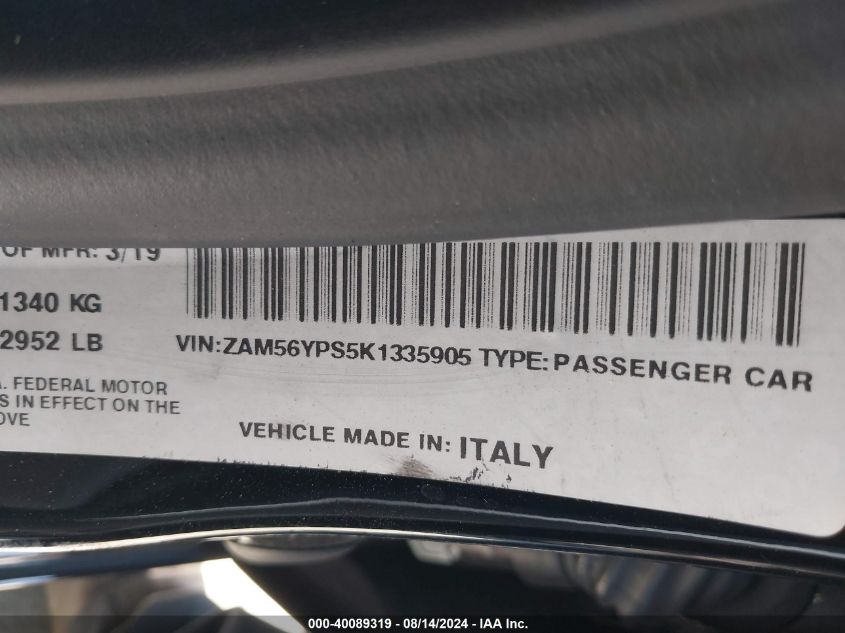 OF MFR: 3/19
1340 KG
2952 LB
VIN:ZAM56YPS5K1335905 TYPE:PASSENGER CAR
A. FEDERAL MOTOR
S IN EFFECT ON THE
OVE
VEHICLE MADE IN: ITALY
000-40089319 - 08/14/2024 - IAA Inc.